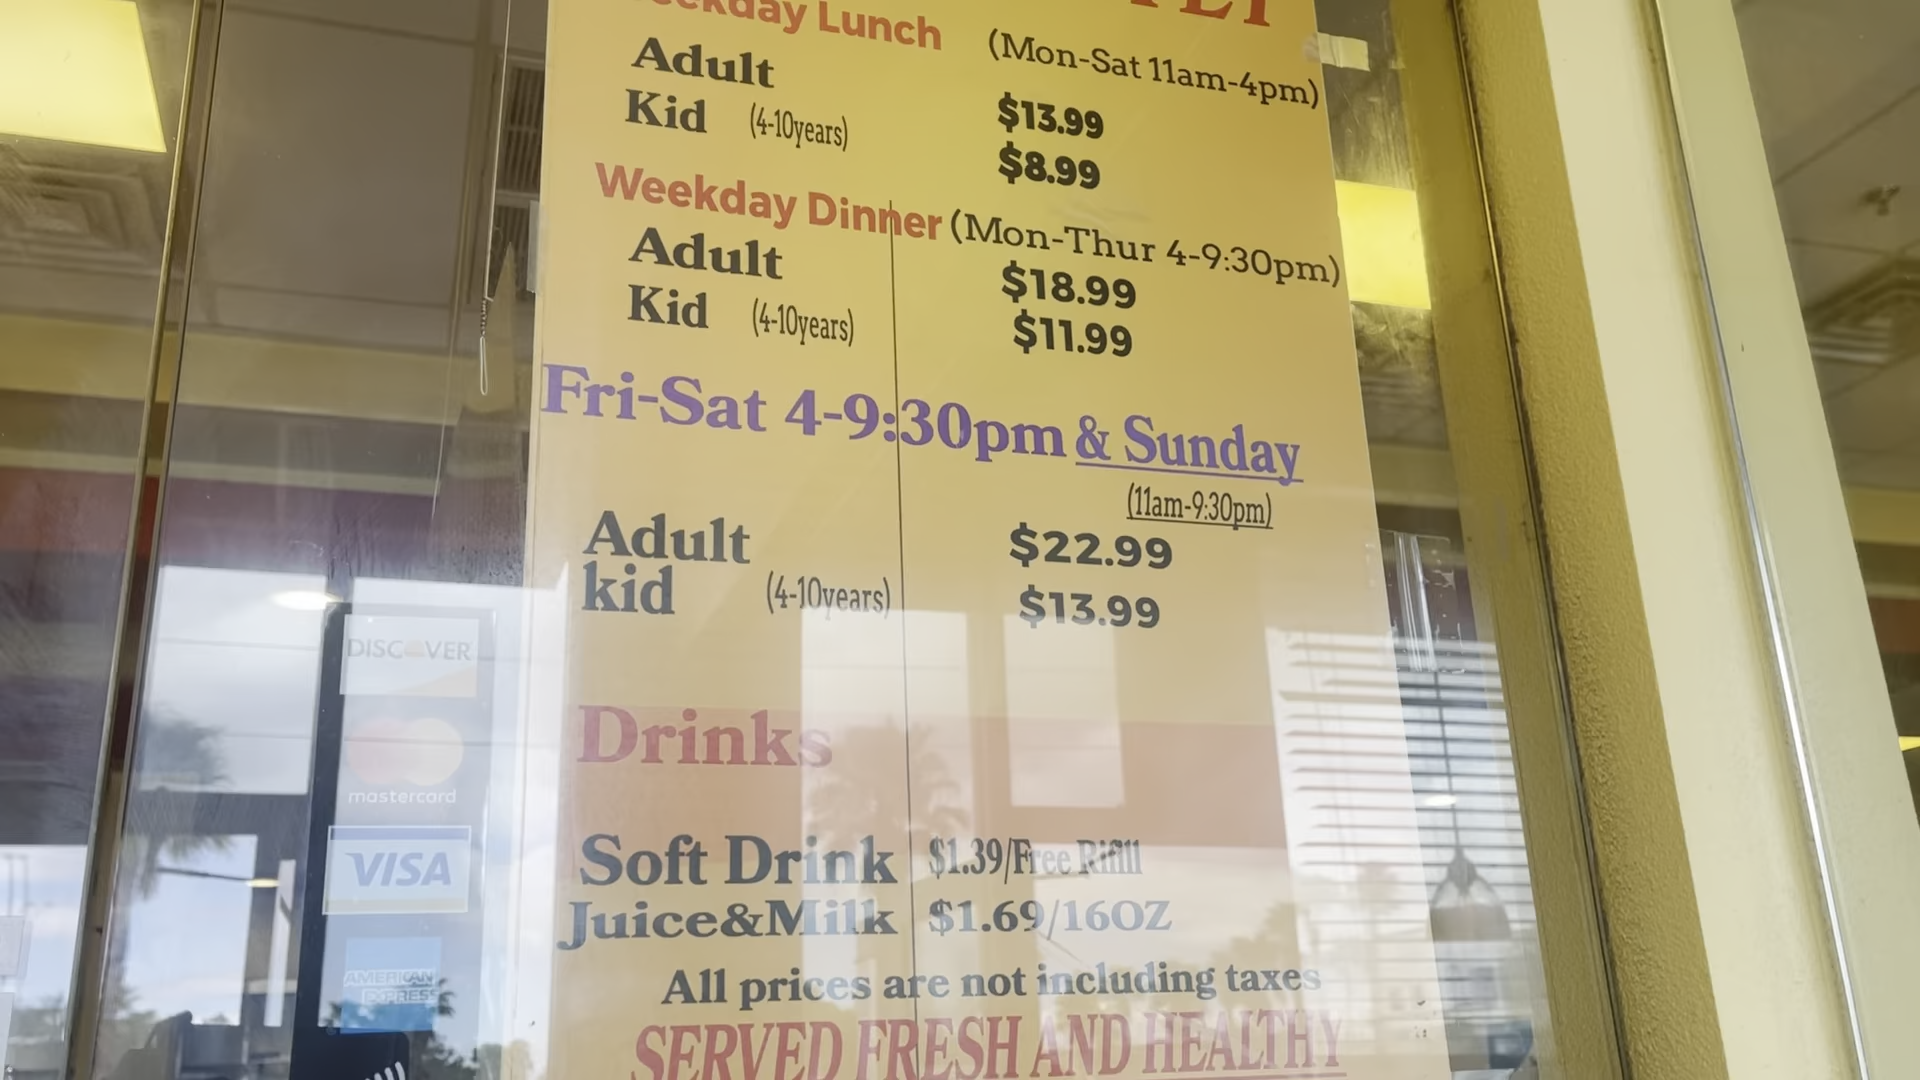 Lunch (Mon-Sat 11am-4pm)
Adult $13.99
Kid (4-10years) $8.99
Weekday Dinner (Mon-Thur 4-9:30pm)
Adult $18.99
Kid (4-10years) $11.99
Fri-Sat 4-9:30pm & Sunday
(11am-9:30pm)
Adult $22.99
kid (4-10years) $13.99
Drinks
Soft Drink $1.39/Free Rifill
Juice&Milk $1.69/16OZ
All prices are not including taxes
SERVED FRESH AND HEALTHY
DISCOVER
mastercard
VISA
AMERICAN
EXPRESS